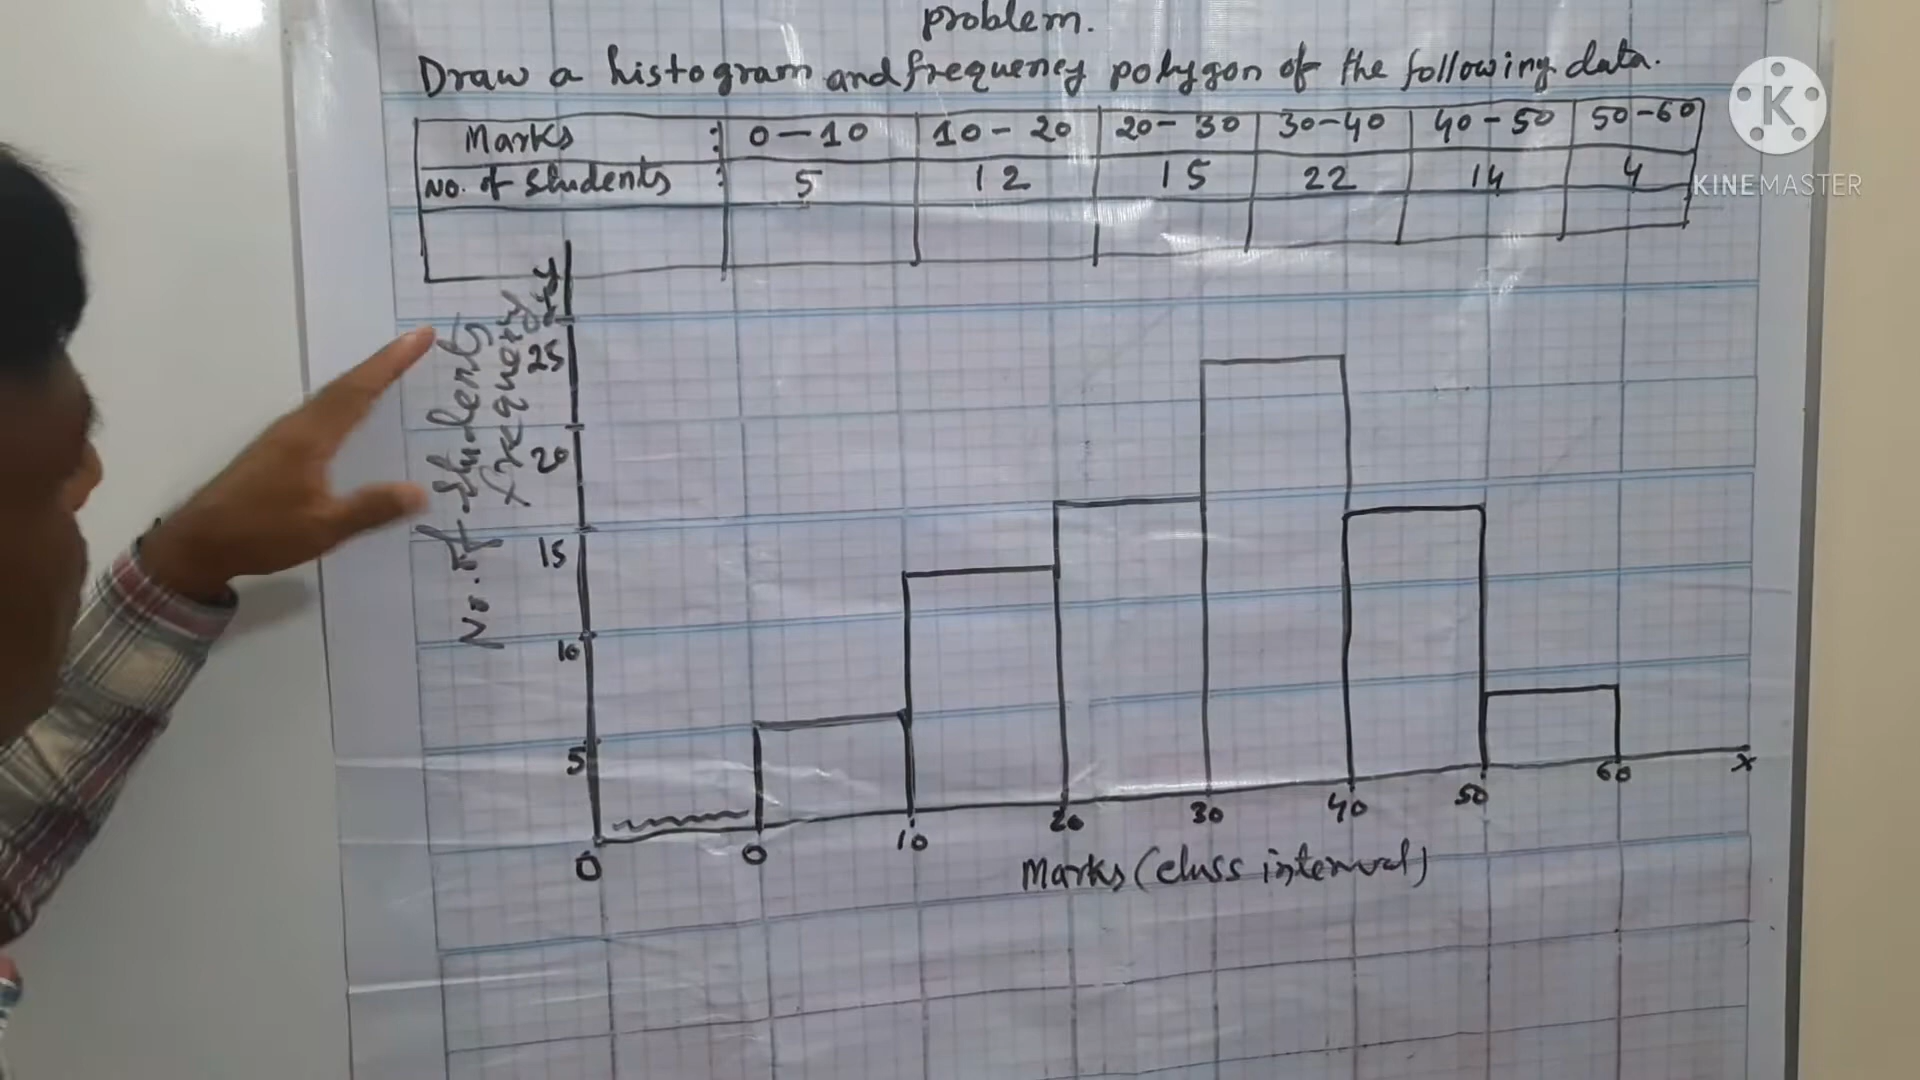 problem.
Draw a histogram and frequency polygon of the following data.
Marks : 0-10 10-20 20-30 30-40 40-50 50-60
No. of Students : 5 12 15 22 14 4
K
KINEMASTER
No. of Students
frequency
y
25
20
15
10
5
0 0 10 20 30 40 50 60 x
Marks (class interval)